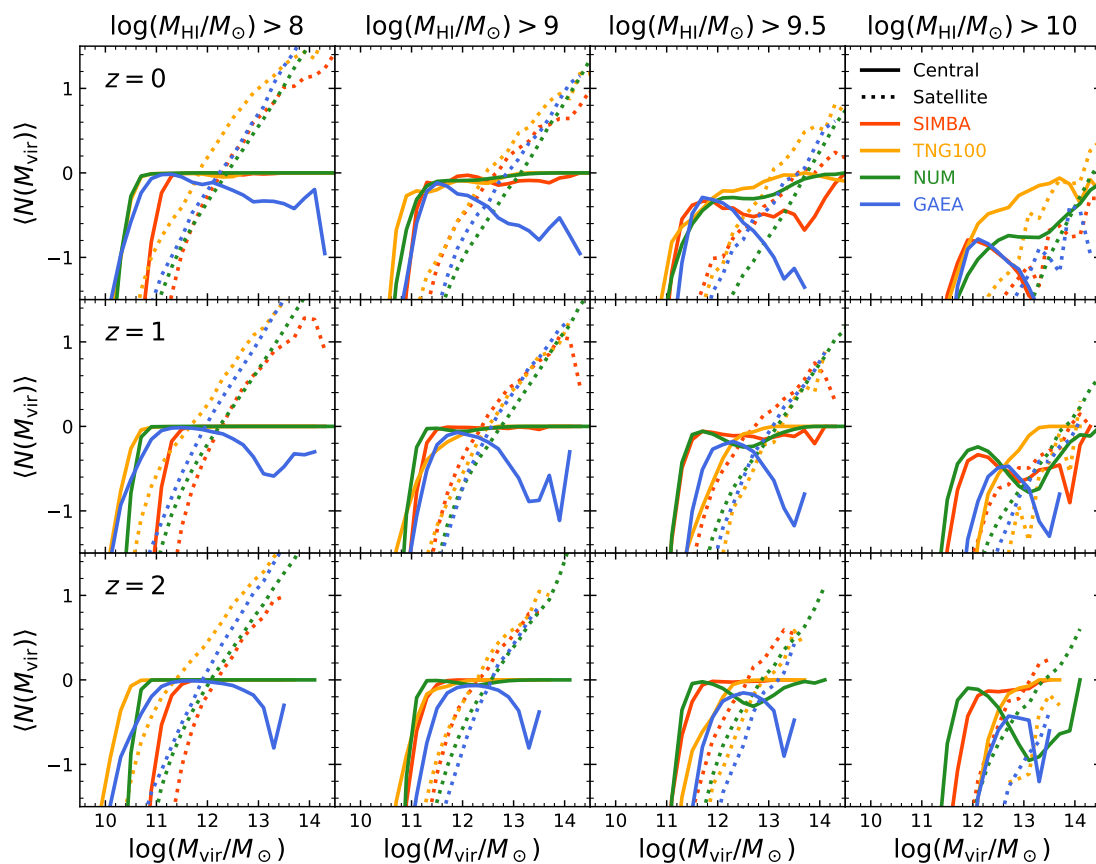 log(M_HI/M_⊙) > 8 log(M_HI/M_⊙) > 9 log(M_HI/M_⊙) > 9.5 log(M_HI/M_⊙) > 10
z = 0
⟨N(M_vir)⟩
1
0
−1
Central
Satellite
SIMBA
TNG100
NUM
GAEA
z = 1
⟨N(M_vir)⟩
1
0
−1
z = 2
⟨N(M_vir)⟩
1
0
−1
10 11 12 13 14 10 11 12 13 14 10 11 12 13 14 10 11 12 13 14
log(M_vir/M_⊙) log(M_vir/M_⊙) log(M_vir/M_⊙) log(M_vir/M_⊙)